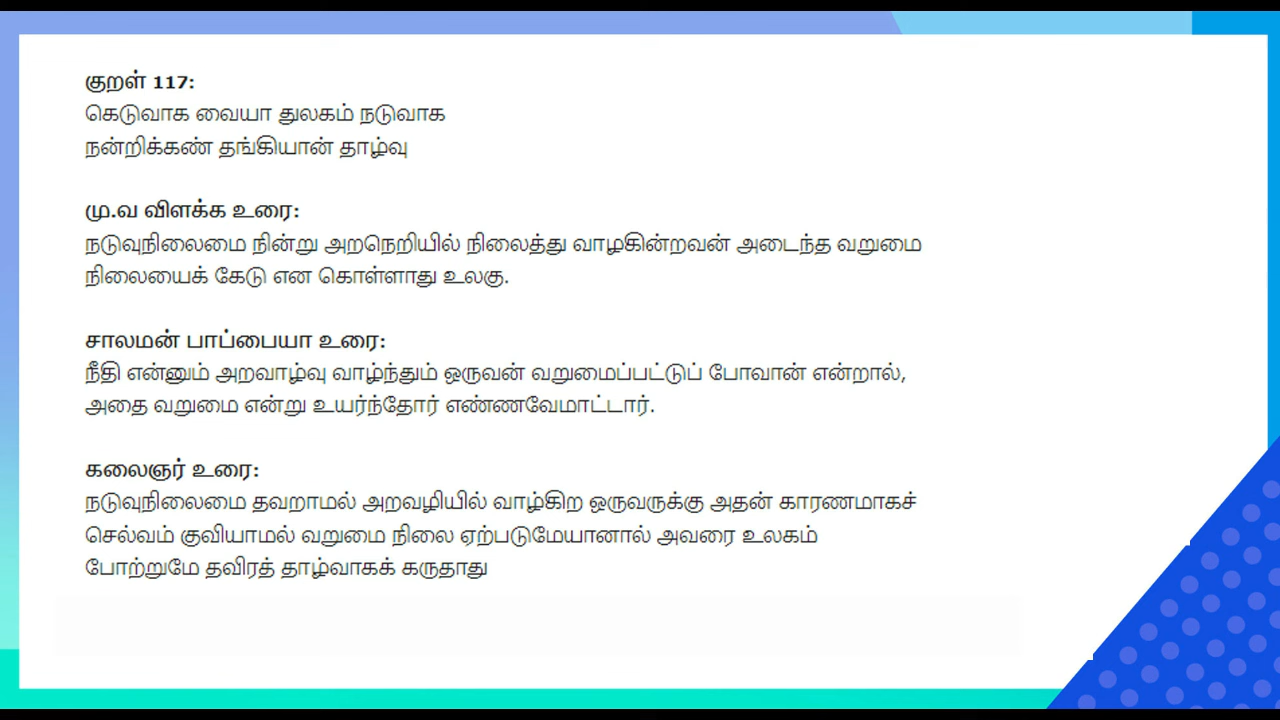 குறள் 117:
கெடுவாக வையா துலகம் நடுவாக
நன்றிக்கண் தங்கியான் தாழ்வு
மு.வ விளக்க உரை:
நடுவுநிலைமை நின்று அறநெறியில் நிலைத்து வாழகின்றவன் அடைந்த வறுமை
நிலையைக் கேடு என கொள்ளாது உலகு.
சாலமன் பாப்பையா உரை:
நீதி என்னும் அறவாழ்வு வாழ்ந்தும் ஒருவன் வறுமைப்பட்டுப் போவான் என்றால்,
அதை வறுமை என்று உயர்ந்தோர் எண்ணவேமாட்டார்.
கலைஞர் உரை:
நடுவுநிலைமை தவறாமல் அறவழியில் வாழ்கிற ஒருவருக்கு அதன் காரணமாகச்
செல்வம் குவியாமல் வறுமை நிலை ஏற்படுமேயானால் அவரை உலகம்
போற்றுமே தவிரத் தாழ்வாகக் கருதாது